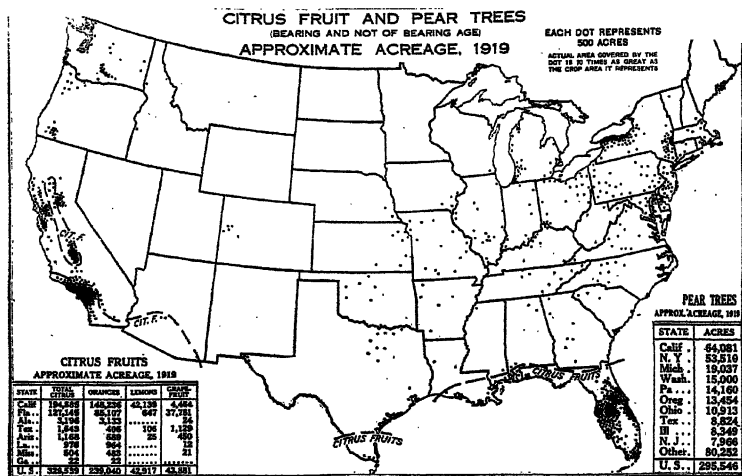 CITRUS FRUIT AND PEAR TREES
(BEARING AND NOT OF BEARING AGE)
APPROXIMATE ACREAGE, 1919
EACH DOT REPRESENTS
500 ACRES
ACTUAL AREA COVERED BY THE
DOT IS 10 TIMES AS GREAT AS
THE CROP AREA IT REPRESENTS
CIT. F.
CIT. F.
CITRUS FRUITS
CITRUS FRUITS
CITRUS FRUITS
APPROXIMATE ACREAGE, 1919
STATE TOTAL CITRUS ORANGES LEMONS GRAPE-FRUIT
Calif
Fla..
Ala..
Tex..
Ariz..
La...
Miss.
Ga...
U. S.
PEAR TREES
APPROX. ACREAGE, 1919
STATE ACRES
Calif . 64,081
N. Y . 53,510
Mich . 19,037
Wash. 15,000
Pa .... 14,160
Oreg . 13,454
Ohio . 10,913
Tex .. 8,824
Ill .... 8,349
N. J .. 7,966
Other. 80,252
U. S.. 295,546